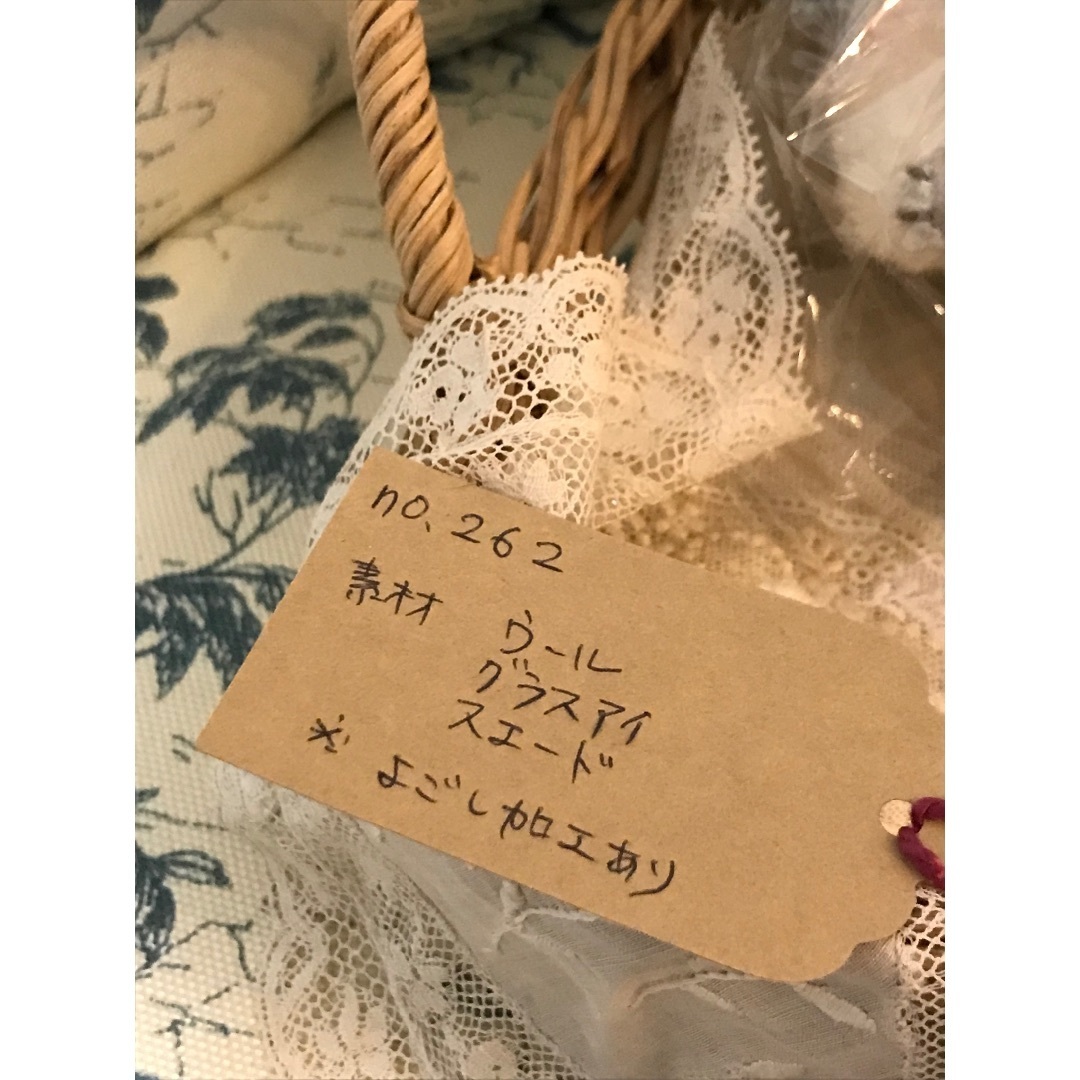 no. 262
素材 ウール
グラスアイ
スエード
※ よごし加工あり